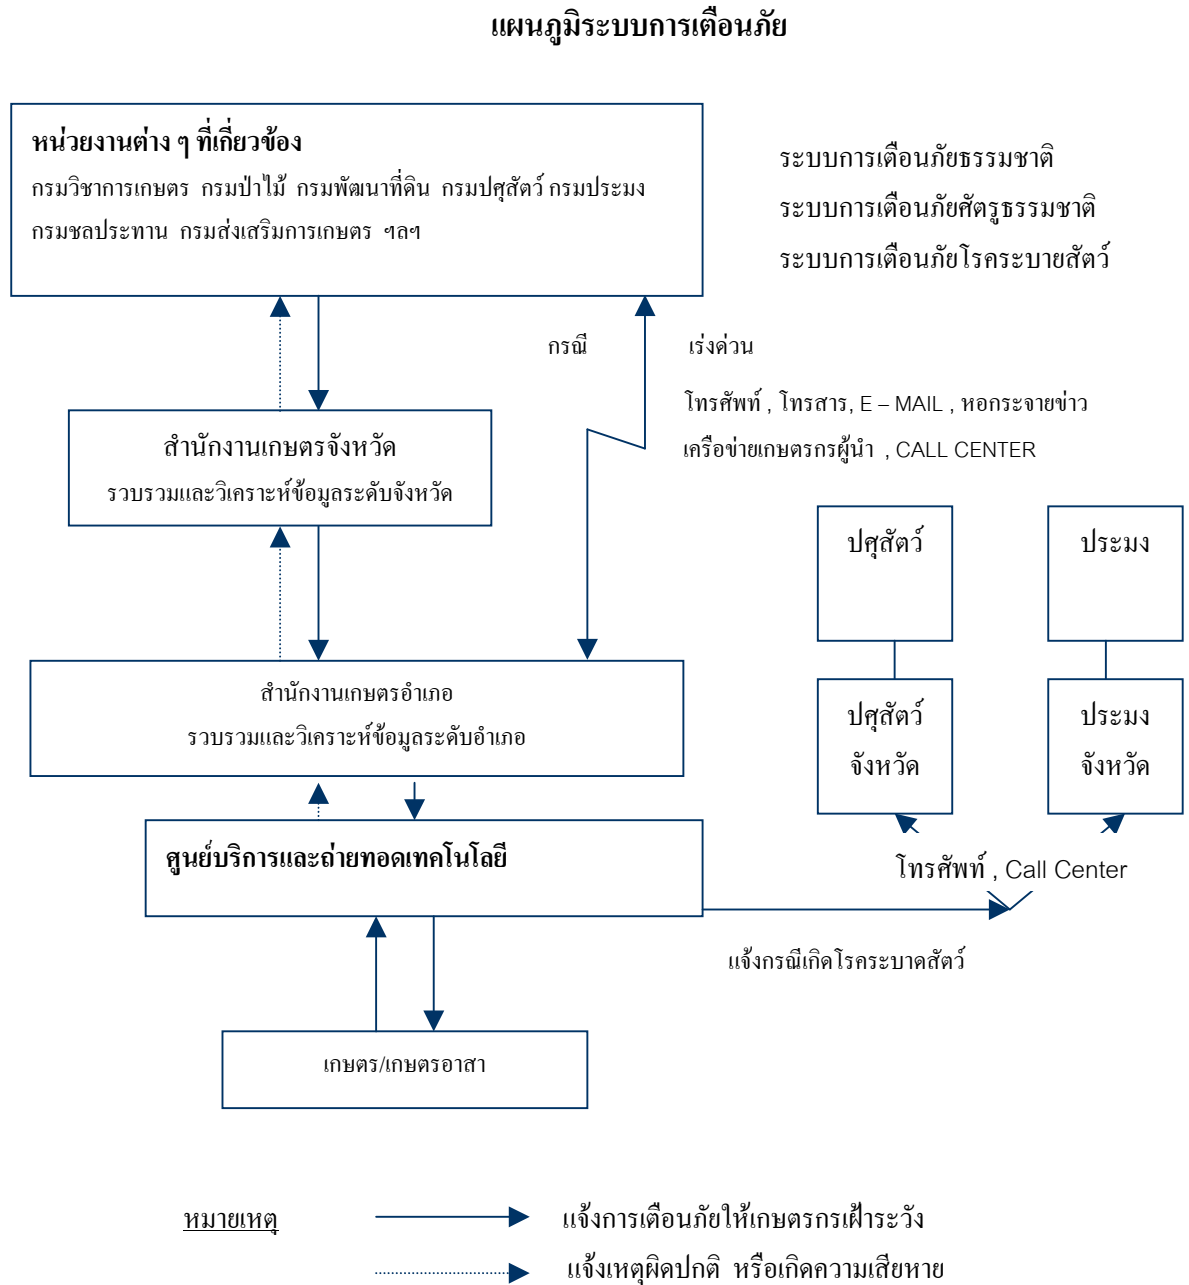 แผนภูมิระบบการเตือนภัย
หน่วยงานต่าง ๆ ที่เกี่ยวข้อง
กรมวิชาการเกษตร กรมป่าไม้ กรมพัฒนาที่ดิน กรมปศุสัตว์ กรมประมง
กรมชลประทาน กรมส่งเสริมการเกษตร ฯลฯ
ระบบการเตือนภัยธรรมชาติ
ระบบการเตือนภัยศัตรูธรรมชาติ
ระบบการเตือนภัยโรคระบายสัตว์
กรณี เร่งด่วน
โทรศัพท์ , โทรสาร, E – MAIL , หอกระจายข่าว
เครือข่ายเกษตรกรผู้นำ , CALL CENTER
สำนักงานเกษตรจังหวัด
รวบรวมและวิเคราะห์ข้อมูลระดับจังหวัด
ปศุสัตว์
ประมง
สำนักงานเกษตรอำเภอ
รวบรวมและวิเคราะห์ข้อมูลระดับอำเภอ
ปศุสัตว์
จังหวัด
ประมง
จังหวัด
ศูนย์บริการและถ่ายทอดเทคโนโลยี
โทรศัพท์ , Call Center
แจ้งกรณีเกิดโรคระบาดสัตว์
เกษตร/เกษตรอาสา
หมายเหตุ
แจ้งการเตือนภัยให้เกษตรกรเฝ้าระวัง
แจ้งเหตุผิดปกติ หรือเกิดความเสียหาย